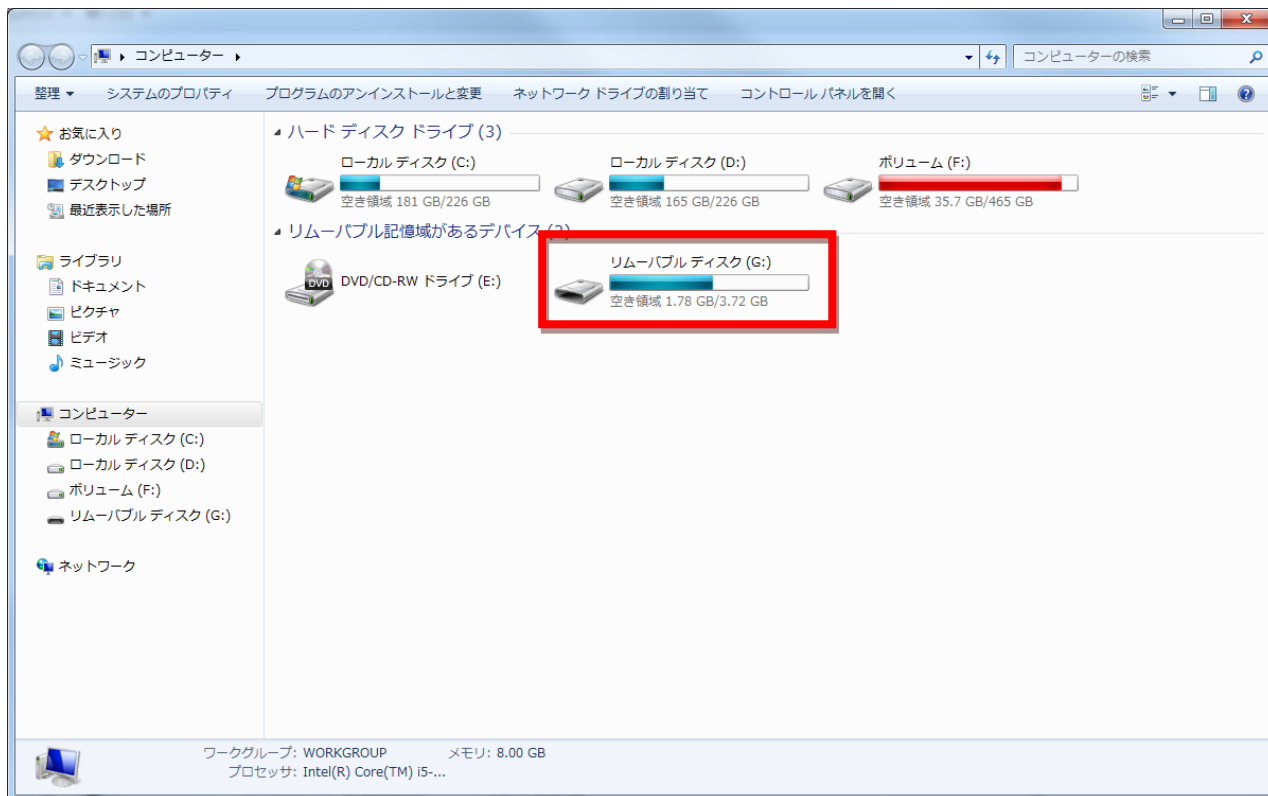 コンピューター
コンピューターの検索
整理 システムのプロパティ プログラムのアンインストールと変更 ネットワーク ドライブの割り当て コントロール パネルを開く
お気に入り
ダウンロード
デスクトップ
最近表示した場所
ライブラリ
ドキュメント
ピクチャ
ビデオ
ミュージック
コンピューター
ローカル ディスク (C:)
ローカル ディスク (D:)
ボリューム (F:)
リムーバブル ディスク (G:)
ネットワーク
ハード ディスク ドライブ (3)
ローカル ディスク (C:)
空き領域 181 GB/226 GB
ローカル ディスク (D:)
空き領域 165 GB/226 GB
ボリューム (F:)
空き領域 35.7 GB/465 GB
リムーバブル記憶域があるデバイス
DVD
DVD/CD-RW ドライブ (E:)
リムーバブル ディスク (G:)
空き領域 1.78 GB/3.72 GB
ワークグループ: WORKGROUP メモリ: 8.00 GB
プロセッサ: Intel(R) Core(TM) i5-...